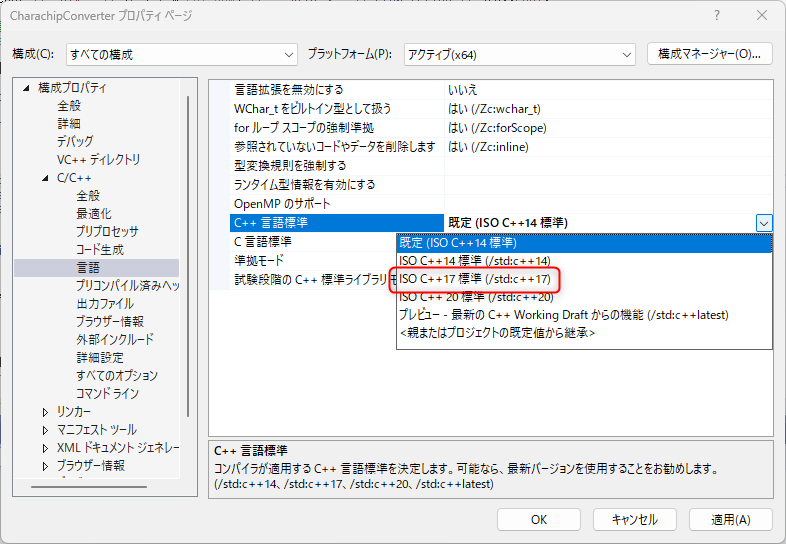 CharachipConverter プロパティ ページ
? ×
構成(C): すべての構成 プラットフォーム(P): アクティブ(x64) 構成マネージャー(O)...
構成プロパティ
全般
詳細
デバッグ
VC++ ディレクトリ
C/C++
全般
最適化
プリプロセッサ
コード生成
言語
プリコンパイル済みヘッ
出力ファイル
ブラウザー情報
外部インクルード
詳細設定
すべてのオプション
コマンド ライン
リンカー
マニフェスト ツール
XML ドキュメント ジェネレー
ブラウザー情報
言語拡張を無効にする いいえ
WChar_t をビルトイン型として扱う はい (/Zc:wchar_t)
for ループ スコープの強制準拠 はい (/Zc:forScope)
参照されていないコードやデータを削除します はい (/Zc:inline)
型変換規則を強制する
ランタイム型情報を有効にする
OpenMP のサポート
C++ 言語標準 既定 (ISO C++14 標準)
C 言語標準
準拠モード
試験段階の C++ 標準ライブラリ モ
既定 (ISO C++14 標準)
ISO C++14 標準 (/std:c++14)
ISO C++17 標準 (/std:c++17)
ISO C++20 標準 (/std:c++20)
プレビュー - 最新の C++ Working Draft からの機能 (/std:c++latest)
<親またはプロジェクトの既定値から継承>
C++ 言語標準
コンパイラが適用する C++ 言語標準を決定します。可能なら、最新バージョンを使用することをお勧めします。
(/std:c++14、/std:c++17、/std:c++20、/std:c++latest)
OK キャンセル 適用(A)